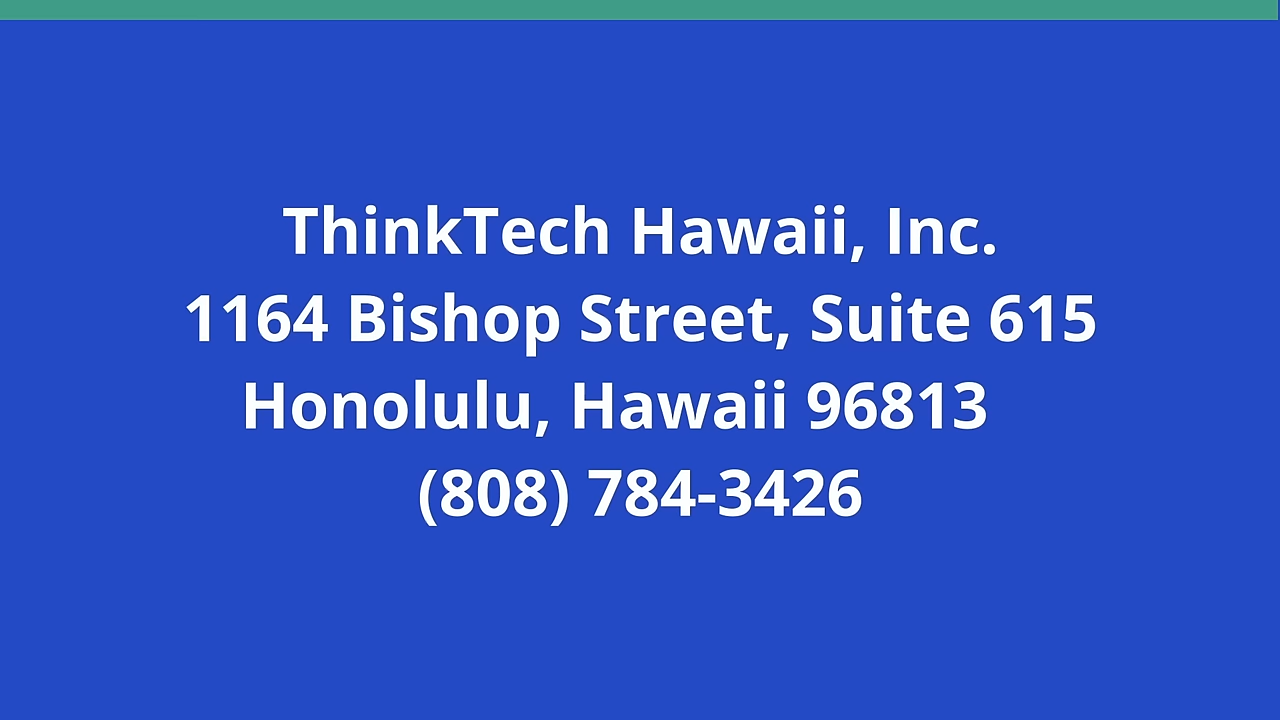 ThinkTech Hawaii, Inc.
1164 Bishop Street, Suite 615
Honolulu, Hawaii 96813
(808) 784-3426